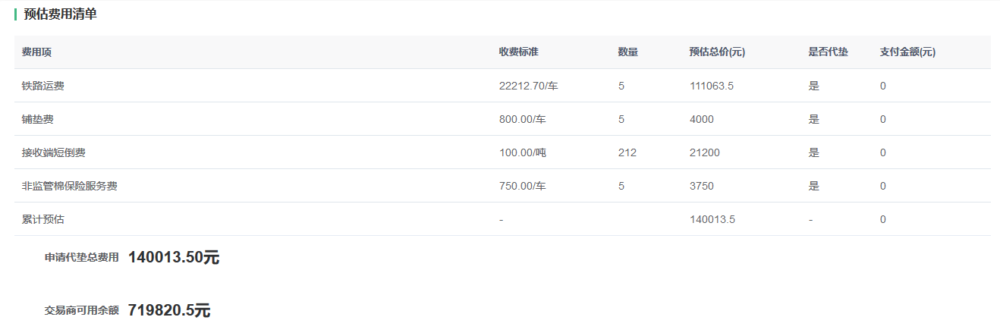 预估费用清单
费用项 收费标准 数量 预估总价(元) 是否代垫 支付金额(元)
铁路运费 22212.70/车 5 111063.5 是 0
铺垫费 800.00/车 5 4000 是 0
接收端短倒费 100.00/吨 212 21200 是 0
非监管棉保险服务费 750.00/车 5 3750 是 0
累计预估 - 140013.5 - 0
申请代垫总费用 140013.50元
交易商可用余额 719820.5元